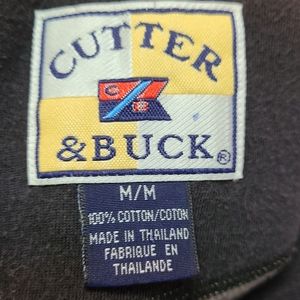 CUTTER
C
B
& BUCK®
M/M
100% COTTON/COTON
MADE IN THAILAND
FABRIQUE EN
THAILANDE